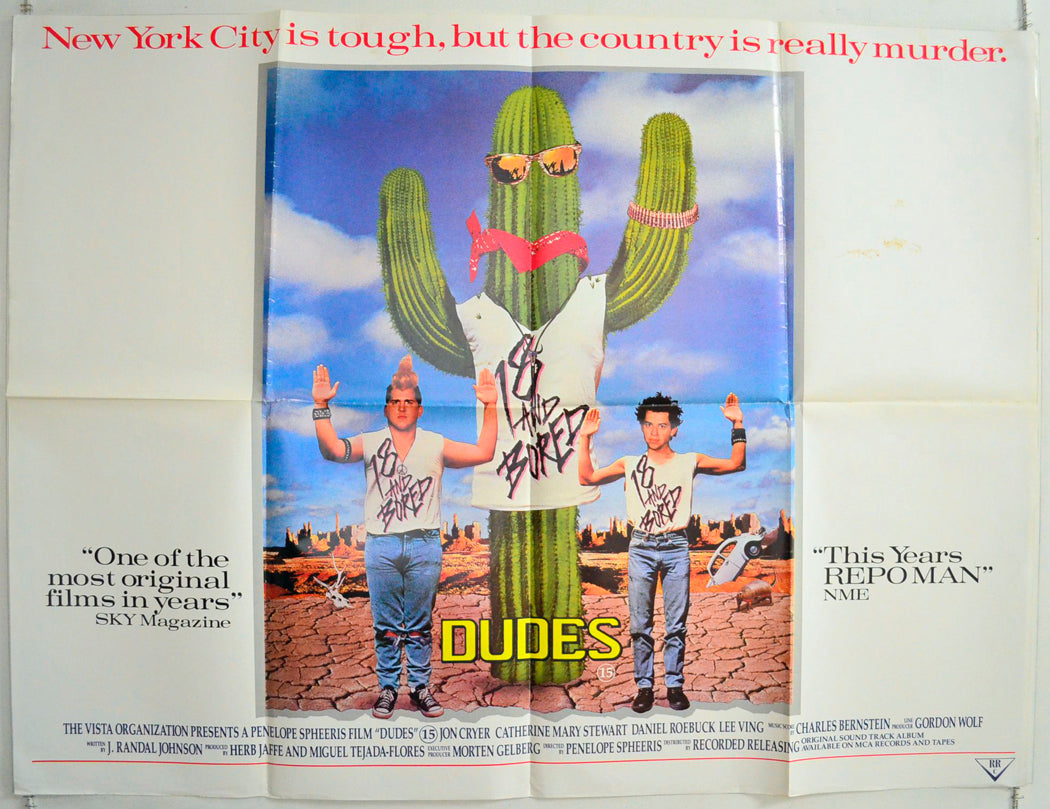 New York City is tough, but the country is really murder.
18
AND
BORED
18
AND
BORED
18
AND
BORED
“One of the
most original
films in years”
SKY Magazine
“This Years
REPO MAN”
NME
DUDES
15
THE VISTA ORGANIZATION PRESENTS A PENELOPE SPHEERIS FILM “DUDES” 15 JON CRYER CATHERINE MARY STEWART DANIEL ROEBUCK LEE VING MUSIC SCORE CHARLES BERNSTEIN LINE PRODUCER GORDON WOLF
WRITTEN BY J. RANDAL JOHNSON PRODUCED BY HERB JAFFE AND MIGUEL TEJADA-FLORES EXECUTIVE PRODUCER MORTEN GELBERG DIRECTED BY PENELOPE SPHEERIS DISTRIBUTED BY RECORDED RELEASING ORIGINAL SOUND TRACK ALBUM AVAILABLE ON MCA RECORDS AND TAPES
RR